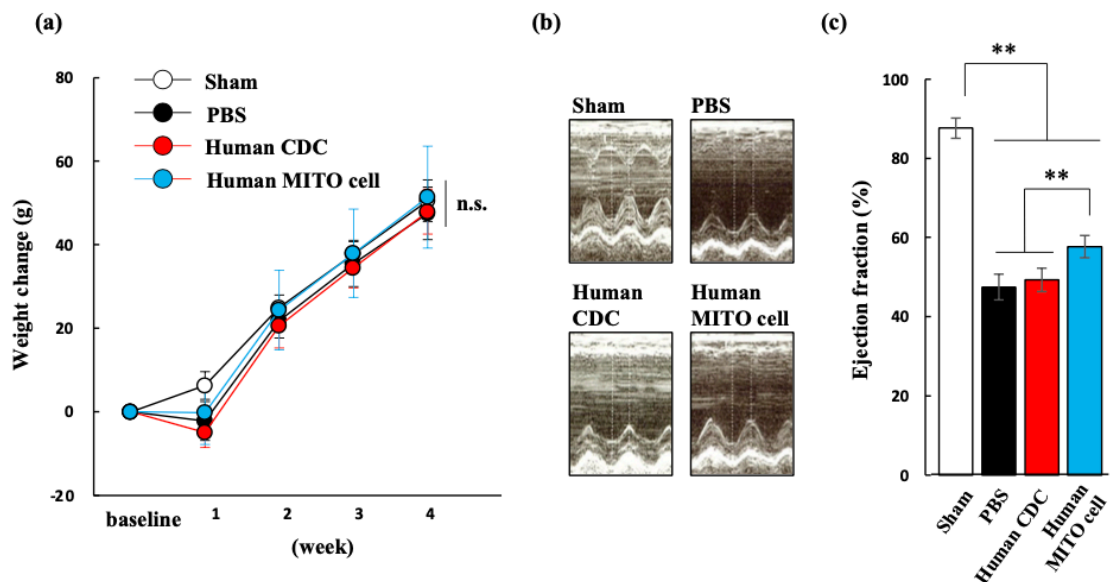 (a)
Sham
PBS
Human CDC
Human MITO cell
80
60
40
20
0
-20
Weight change (g)
n.s.
baseline
1
2
3
4
(week)
(b)
Sham
PBS
Human
CDC
Human
MITO cell
(c)
**
**
100
80
60
40
20
0
Ejection fraction (%)
Sham
PBS
Human CDC
Human
MITO cell